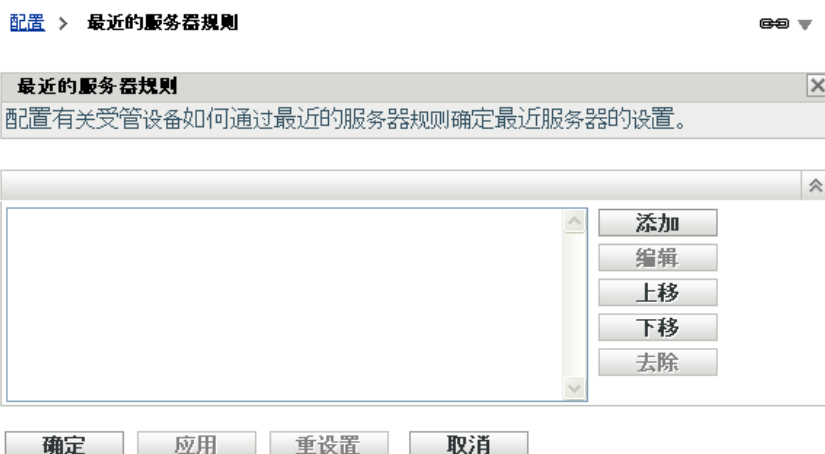 配置 > 最近的服务器规则
最近的服务器规则
配置有关受管设备如何通过最近的服务器规则确定最近服务器的设置。
添加
编辑
上移
下移
去除
确定 应用 重设置 取消